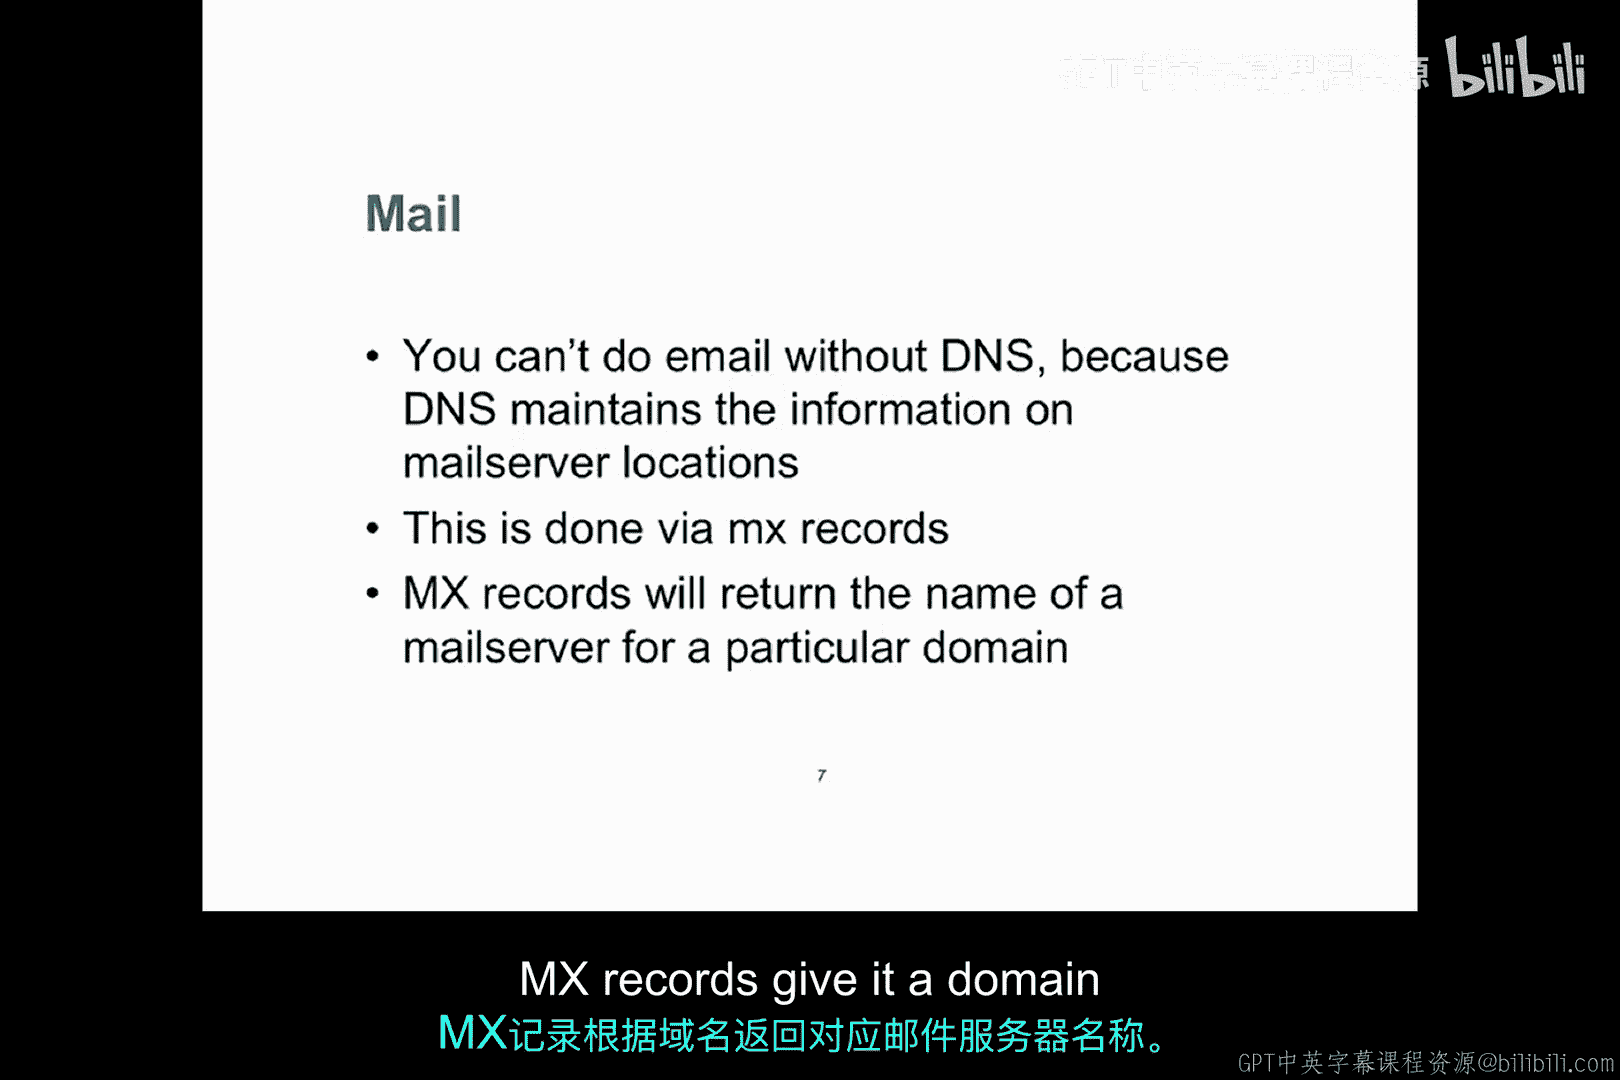 bilibili
Mail
• You can't do email without DNS, because
DNS maintains the information on
mailserver locations
• This is done via mx records
• MX records will return the name of a
mailserver for a particular domain
7
MX records give it a domain
MX记录根据域名返回对应邮件服务器名称。
GPT中英字幕课程资源@bilibili.com